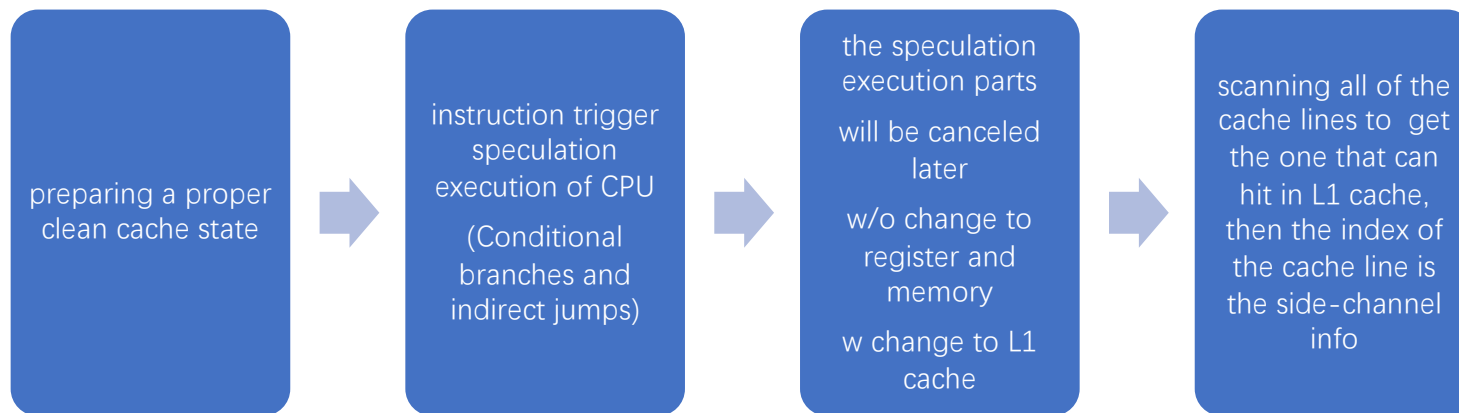 preparing a proper
clean cache state
instruction trigger
speculation
execution of CPU
(Conditional
branches and
indirect jumps)
the speculation
execution parts
will be canceled
later
w/o change to
register and
memory
w change to L1
cache
scanning all of the
cache lines to  get
the one that can
hit in L1 cache,
then the index of
the cache line is
the side-channel
info